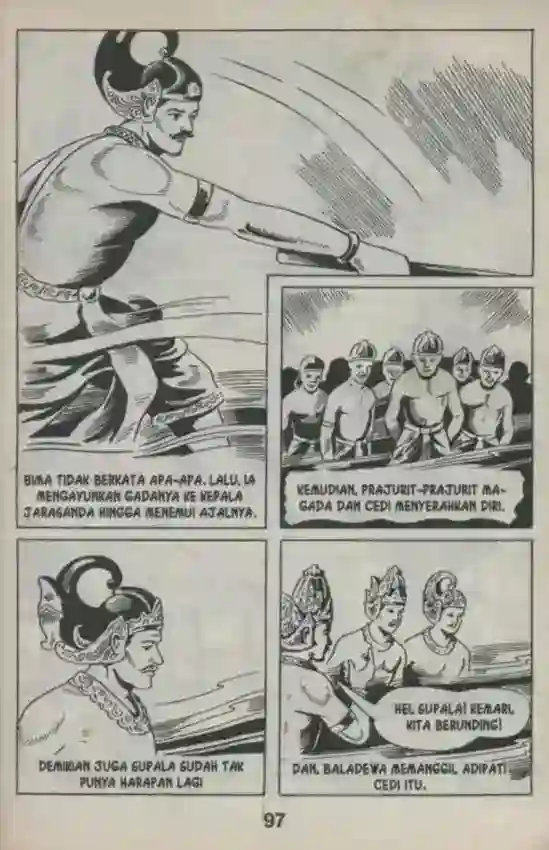 BIMA TIDAK BERKATA APA-APA. LALU, IA
MENGAYUNKAN GADANYA KE KEPALA
JARASANDA HINGGA MENEMUI AJALNYA.
KEMUDIAN, PRAJURIT-PRAJURIT MA-
GADA DAN CEDI MENYERAHKAN DIRI.
DEMIKIAN JUGA SUPALA SUDAH TAK
PUNYA HARAPAN LAGI
HEI, SUPALA! KEMARI,
KITA BERUNDING!
DAN, BALADEWA MEMANGGIL ADIPATI
CEDI ITU.
97